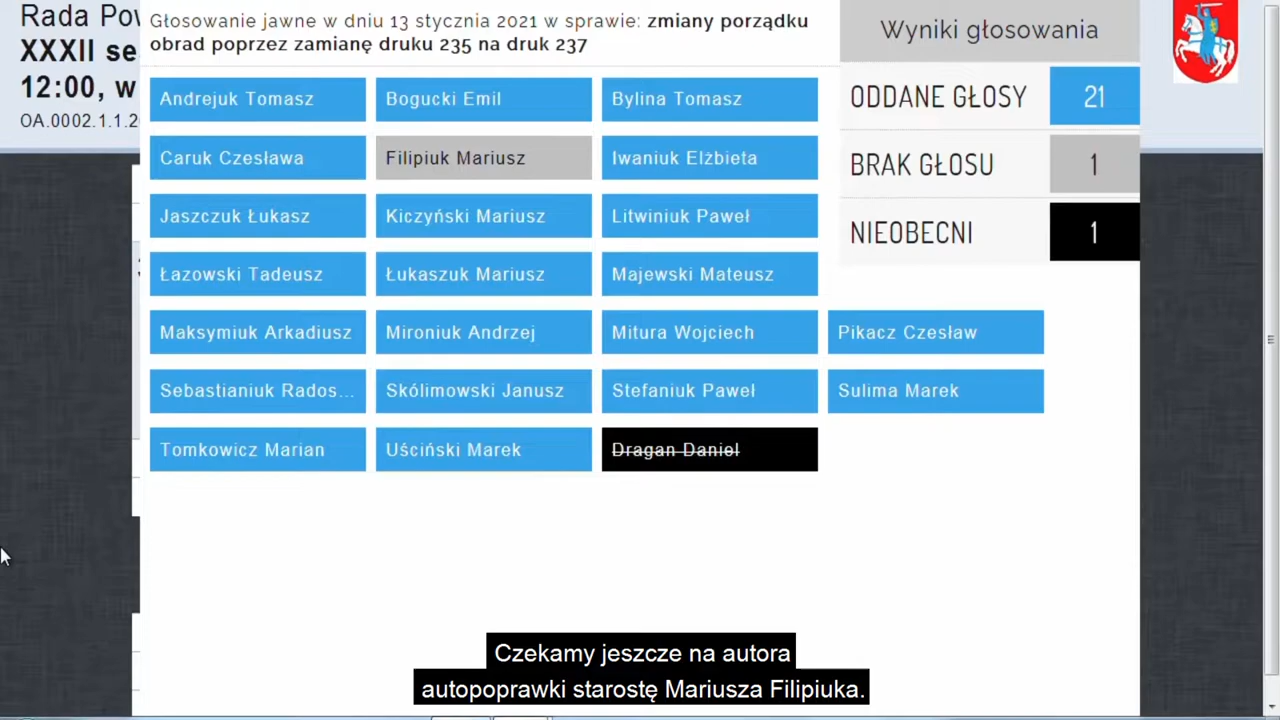 Rada Pow
XXXII se
12:00, w
OA.0002.1.1.2
Głosowanie jawne w dniu 13 stycznia 2021 w sprawie: zmiany porządku
obrad poprzez zamianę druku 235 na druk 237
Wyniki głosowania
ODDANE GŁOSY 21
BRAK GŁOSU 1
NIEOBECNI 1
Andrejuk Tomasz Bogucki Emil Bylina Tomasz
Caruk Czesława Filipiuk Mariusz Iwaniuk Elżbieta
Jaszczuk Łukasz Kiczyński Mariusz Litwiniuk Paweł
Łazowski Tadeusz Łukaszuk Mariusz Majewski Mateusz
Maksymiuk Arkadiusz Mironiuk Andrzej Mitura Wojciech Pikacz Czesław
Sebastianiuk Rados... Skólimowski Janusz Stefaniuk Paweł Sulima Marek
Tomkowicz Marian Uściński Marek Dragan Daniel
Czekamy jeszcze na autora
autopoprawki starostę Mariusza Filipiuka.